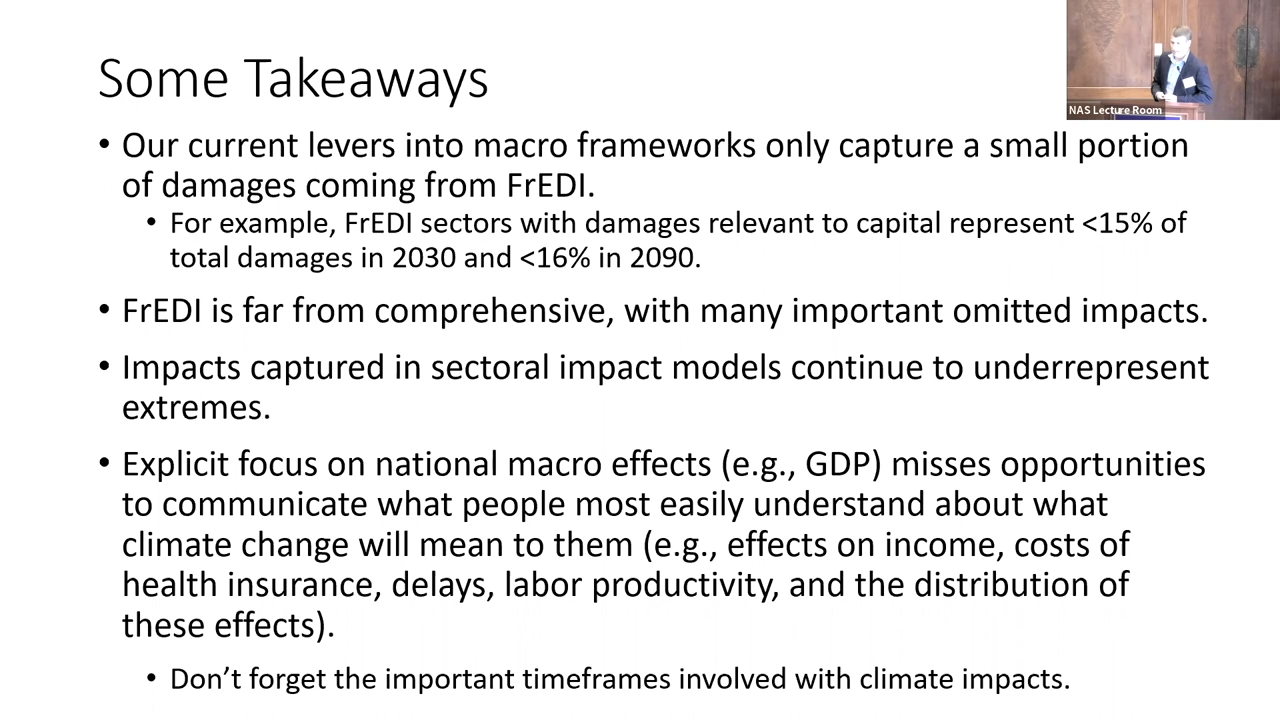 Some Takeaways
NAS Lecture Room
• Our current levers into macro frameworks only capture a small portion
of damages coming from FrEDI.
• For example, FrEDI sectors with damages relevant to capital represent <15% of
total damages in 2030 and <16% in 2090.
• FrEDI is far from comprehensive, with many important omitted impacts.
• Impacts captured in sectoral impact models continue to underrepresent
extremes.
• Explicit focus on national macro effects (e.g., GDP) misses opportunities
to communicate what people most easily understand about what
climate change will mean to them (e.g., effects on income, costs of
health insurance, delays, labor productivity, and the distribution of
these effects).
• Don’t forget the important timeframes involved with climate impacts.